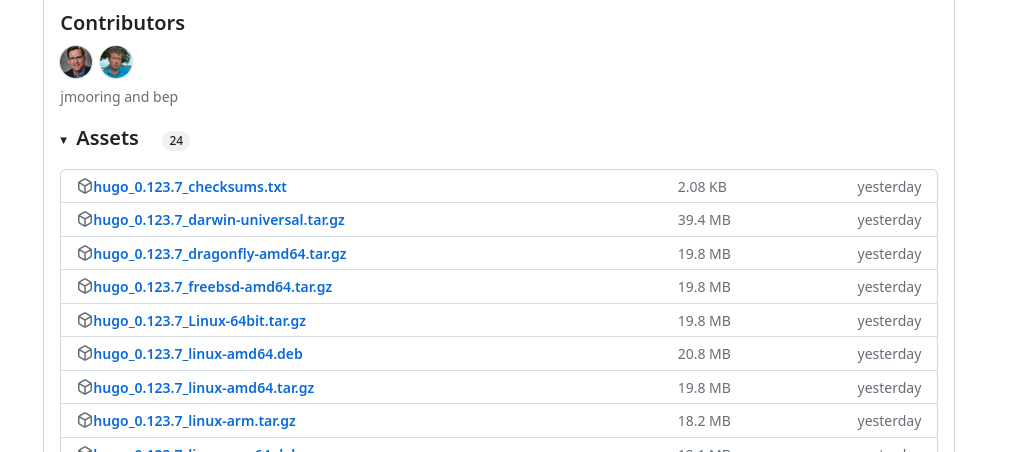 Contributors
jmooring and bep
Assets 24
hugo_0.123.7_checksums.txt 2.08 KB yesterday
hugo_0.123.7_darwin-universal.tar.gz 39.4 MB yesterday
hugo_0.123.7_dragonfly-amd64.tar.gz 19.8 MB yesterday
hugo_0.123.7_freebsd-amd64.tar.gz 19.8 MB yesterday
hugo_0.123.7_Linux-64bit.tar.gz 19.8 MB yesterday
hugo_0.123.7_linux-amd64.deb 20.8 MB yesterday
hugo_0.123.7_linux-amd64.tar.gz 19.8 MB yesterday
hugo_0.123.7_linux-arm.tar.gz 18.2 MB yesterday